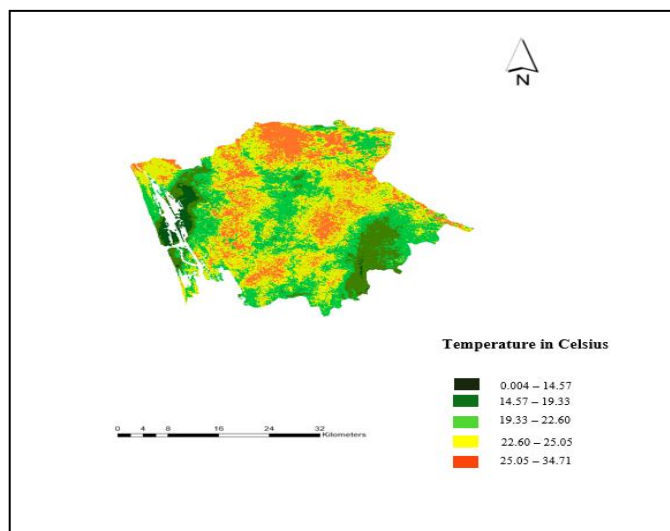 N
Temperature in Celsius
0.004 – 14.57
14.57 – 19.33
19.33 – 22.60
22.60 – 25.05
25.05 – 34.71
0 4 8 16 24 32
Kilometers